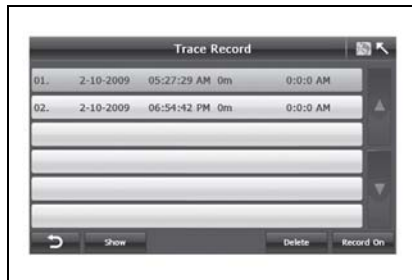 Trace Record
01. 2-10-2009 05:27:29 AM 0m 0:0:0 AM
02. 2-10-2009 06:54:42 PM 0m 0:0:0 AM
Show Delete Record On